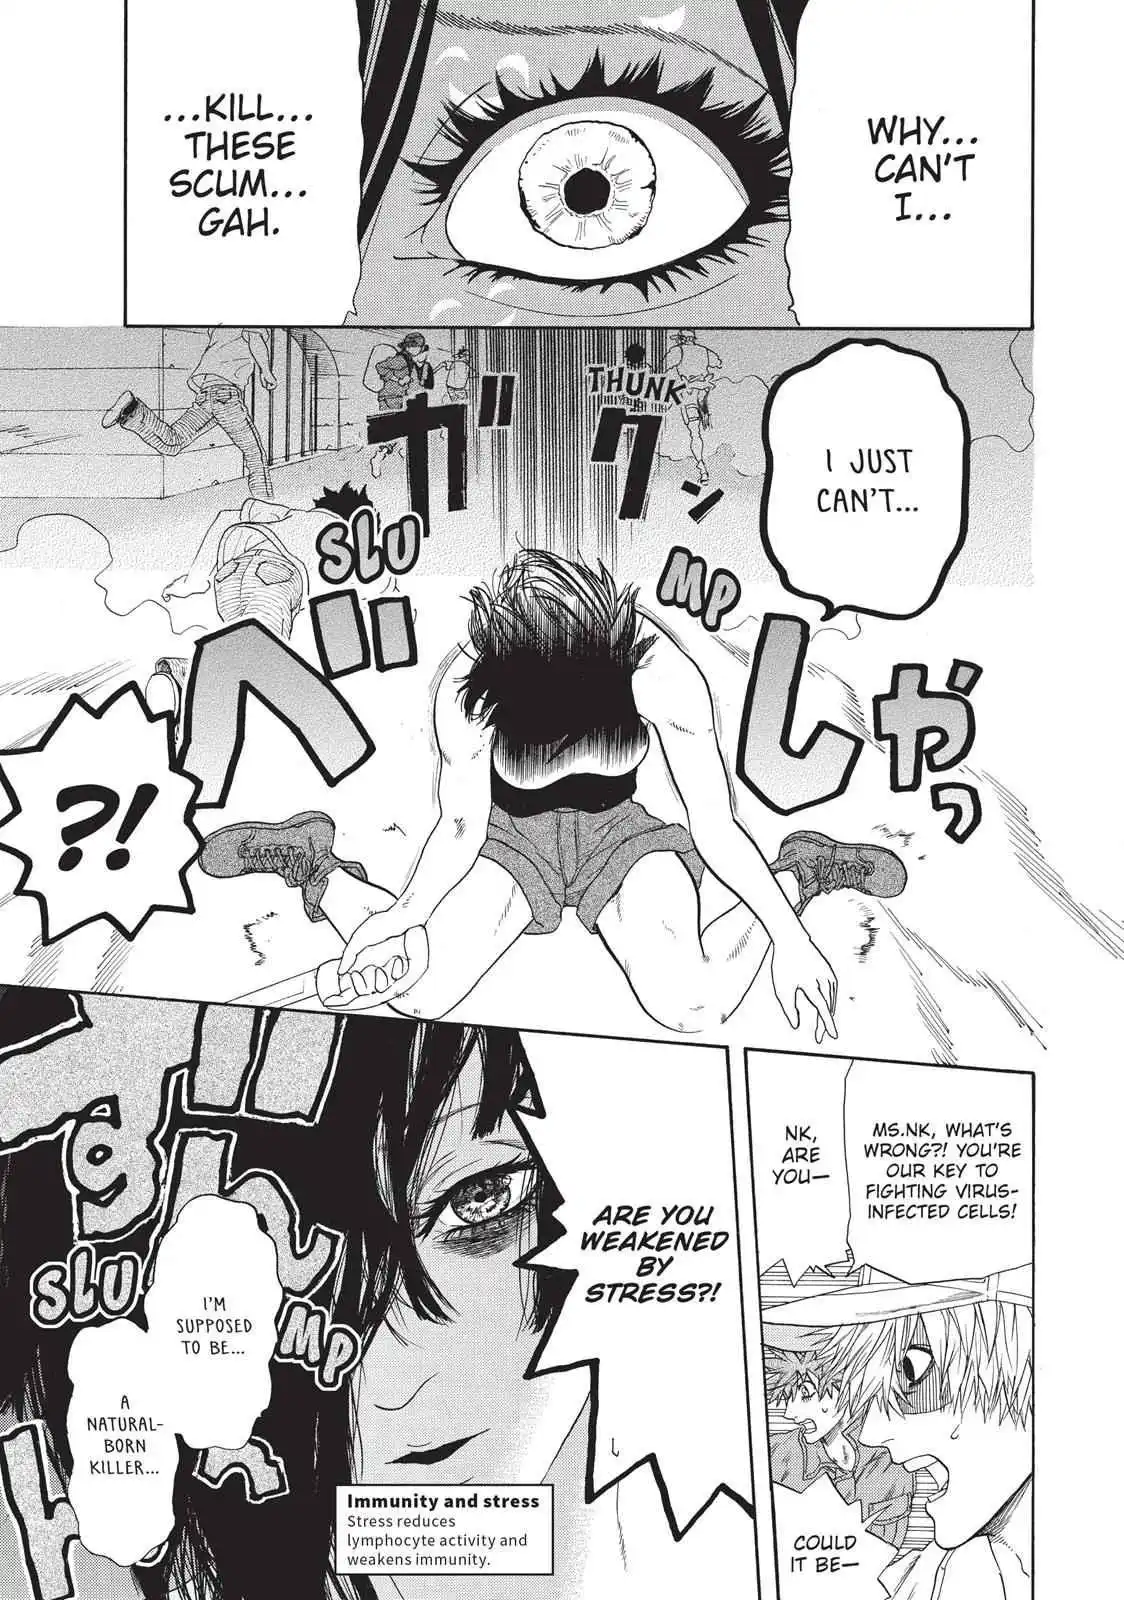 WHY...
CAN'T
I...
...KILL...
THESE
SCUM...
GAH.
THUNK
ガクン
I JUST
CAN'T...
SLU
MP
べしゃっ
?!
MS.NK, WHAT'S
WRONG?! YOU'RE
OUR KEY TO
FIGHTING VIRUS-
INFECTED CELLS!
NK,
ARE
YOU—
COULD
IT BE—
ARE YOU
WEAKENED
BY
STRESS?!
SLU
MP
I'M
SUPPOSED
TO BE...
A
NATURAL-
BORN
KILLER...
Immunity and stress
Stress reduces
lymphocyte activity and
weakens immunity.